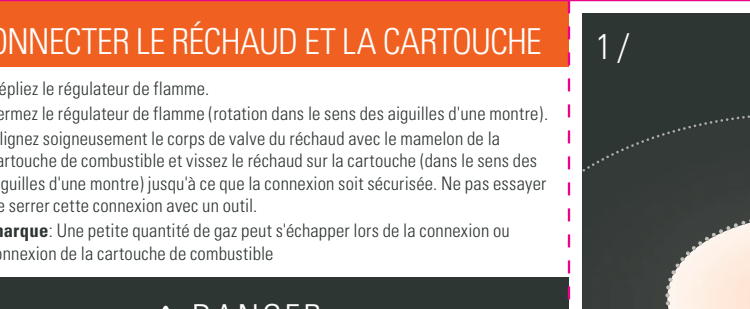 ONNECTER LE RÉCHAUD ET LA CARTOUCHE
épliez le régulateur de flamme.
ermez le régulateur de flamme (rotation dans le sens des aiguilles d'une montre).
lignez soigneusement le corps de valve du réchaud avec le mamelon de la
artouche de combustible et vissez le réchaud sur la cartouche (dans le sens des
guilles d'une montre) jusqu'à ce que la connexion soit sécurisée. Ne pas essayer
e serrer cette connexion avec un outil.
marque: Une petite quantité de gaz peut s'échapper lors de la connexion ou
onnexion de la cartouche de combustible
DANGER
1/